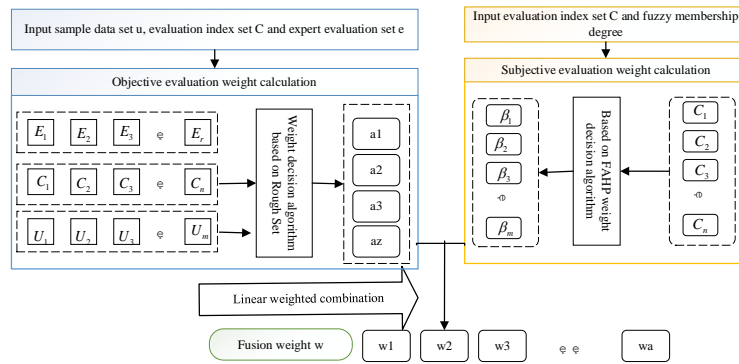 Input sample data set u, evaluation index set C and expert evaluation set e
Input evaluation index set C and fuzzy membership
degree
Objective evaluation weight calculation
E₁ E₂ E₃ ȩ Eᵣ
C₁ C₂ C₃ ȩ Cₙ
U₁ U₂ U₃ ȩ Uₘ
Weight decision algorithm
based on Rough Set
a1
a2
a3
az
Subjective evaluation weight calculation
β₁
β₂
β₃
βₘ
Based on FAHP weight
decision algorithm
C₁
C₂
C₃
Cₙ
Linear weighted combination
Fusion weight w
w1 w2 w3 ȩ ȩ wa